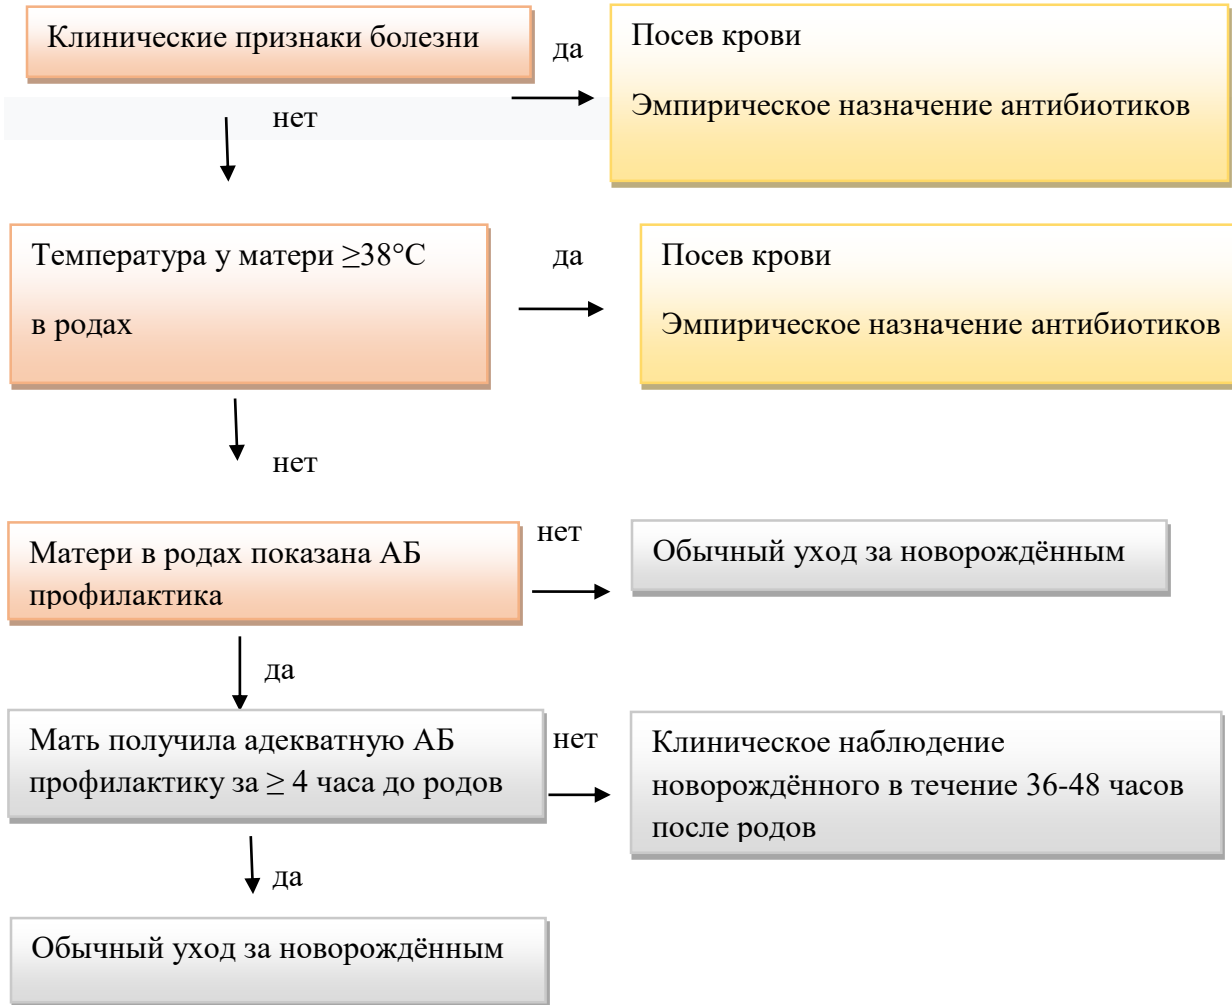 Клинические признаки болезни
да
Посев крови
Эмпирическое назначение антибиотиков
нет
Температура у матери ≥38°С
в родах
да
Посев крови
Эмпирическое назначение антибиотиков
нет
Матери в родах показана АБ
профилактика
нет
Обычный уход за новорождённым
да
Мать получила адекватную АБ
профилактику за ≥ 4 часа до родов
нет
Клиническое наблюдение
новорождённого в течение 36-48 часов
после родов
да
Обычный уход за новорождённым